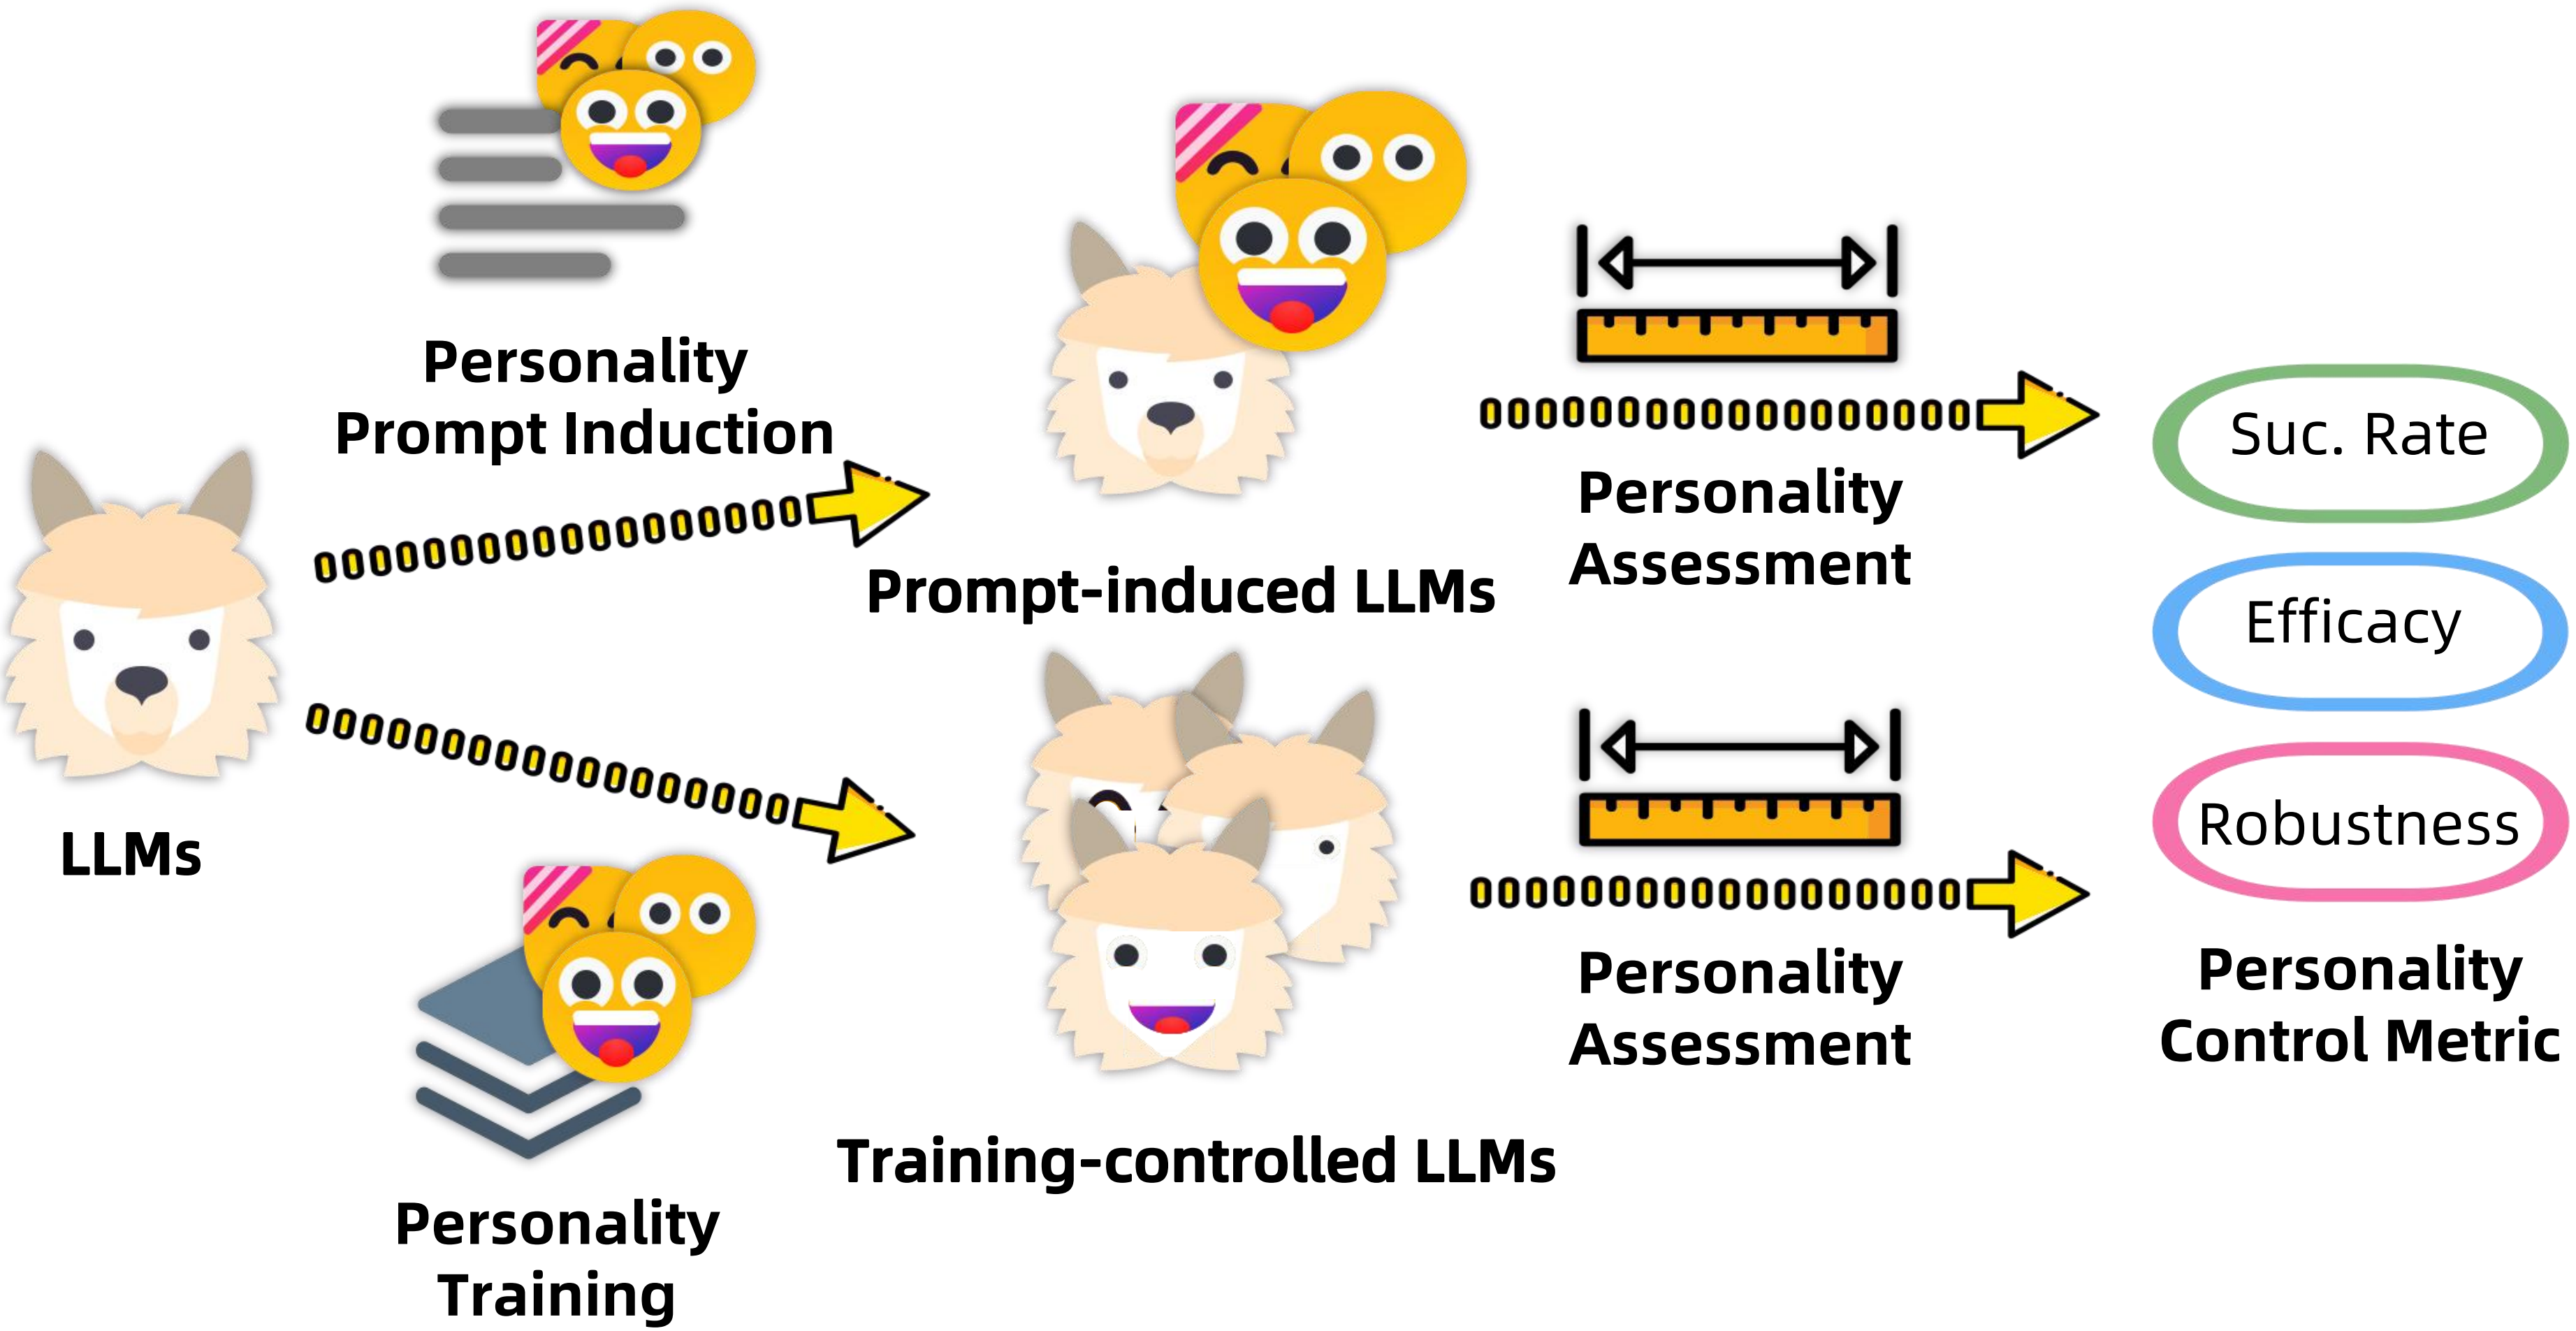 Personality
Prompt Induction
LLMs
Personality
Training
Prompt-induced LLMs
Training-controlled LLMs
Personality
Assessment
Personality
Assessment
Suc. Rate
Efficacy
Robustness
Personality
Control Metric